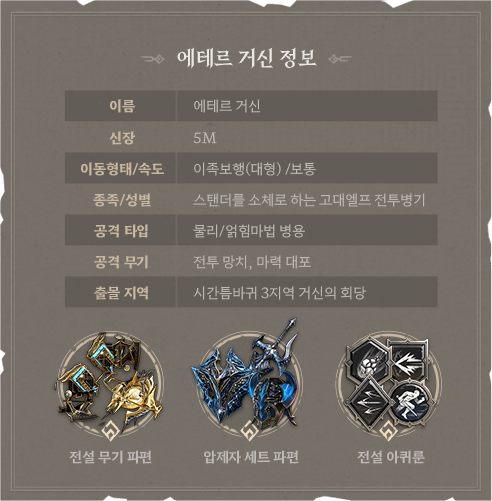 에테르 거신 정보
이름 에테르 거신
신장 5M
이동형태/속도 이족보행(대형) /보통
종족/성별 스탠더를 소체로 하는 고대엘프 전투병기
공격 타입 물리/얽힘마법 병용
공격 무기 전투 망치, 마력 대포
출몰 지역 시간틈바귀 3지역 거신의 회당
전설 무기 파편 압제자 세트 파편 전설 아퀴룬